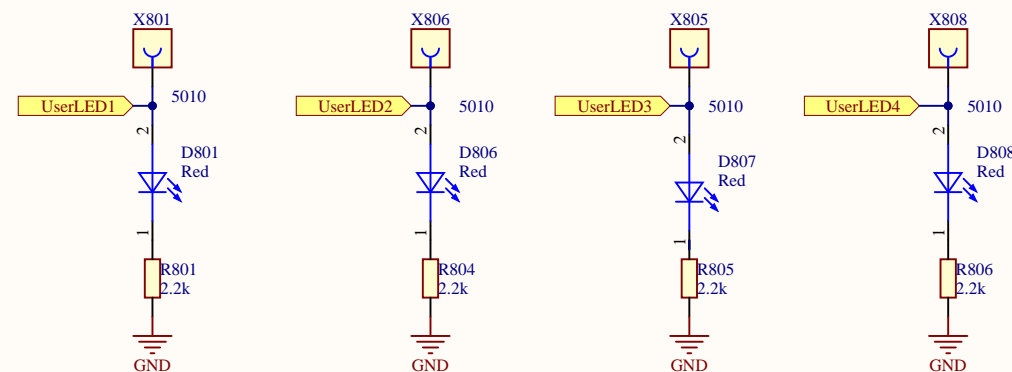 X801
X806
X805
X808
UserLED1
5010
UserLED2
5010
UserLED3
5010
UserLED4
5010
2
D801
Red
1
R801
2.2k
GND
2
D806
Red
1
R804
2.2k
GND
2
D807
Red
1
R805
2.2k
GND
2
D808
Red
1
R806
2.2k
GND